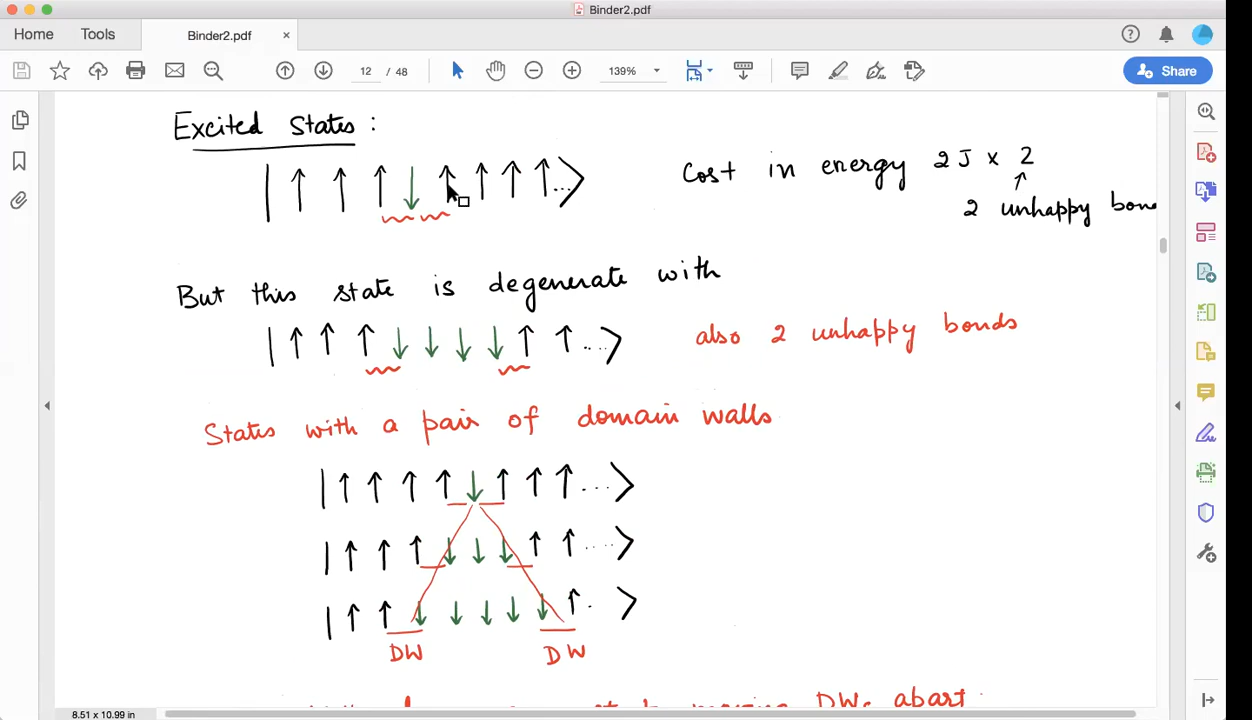 Binder2.pdf
Home Tools Binder2.pdf ×
12 / 48 139% Share
Excited States :
|↑ ↑ ↑ ↓ ↑ ↑ ↑ ↑ ...> Cost in energy 2J × 2
↑
2 unhappy bon
But this state is degenerate with
|↑ ↑ ↑ ↓ ↓ ↓ ↓ ↑ ↑ ...> also 2 unhappy bonds
States with a pair of domain walls
|↑ ↑ ↑ ↑ ↓ ↑ ↑ ↑ ...>
|↑ ↑ ↑ ↓ ↓ ↓ ↑ ↑ ....>
|↑ ↑ ↓ ↓ ↓ ↓ ↓ ↑ . >
DW DW
DWs apart
8.51 x 10.99 in